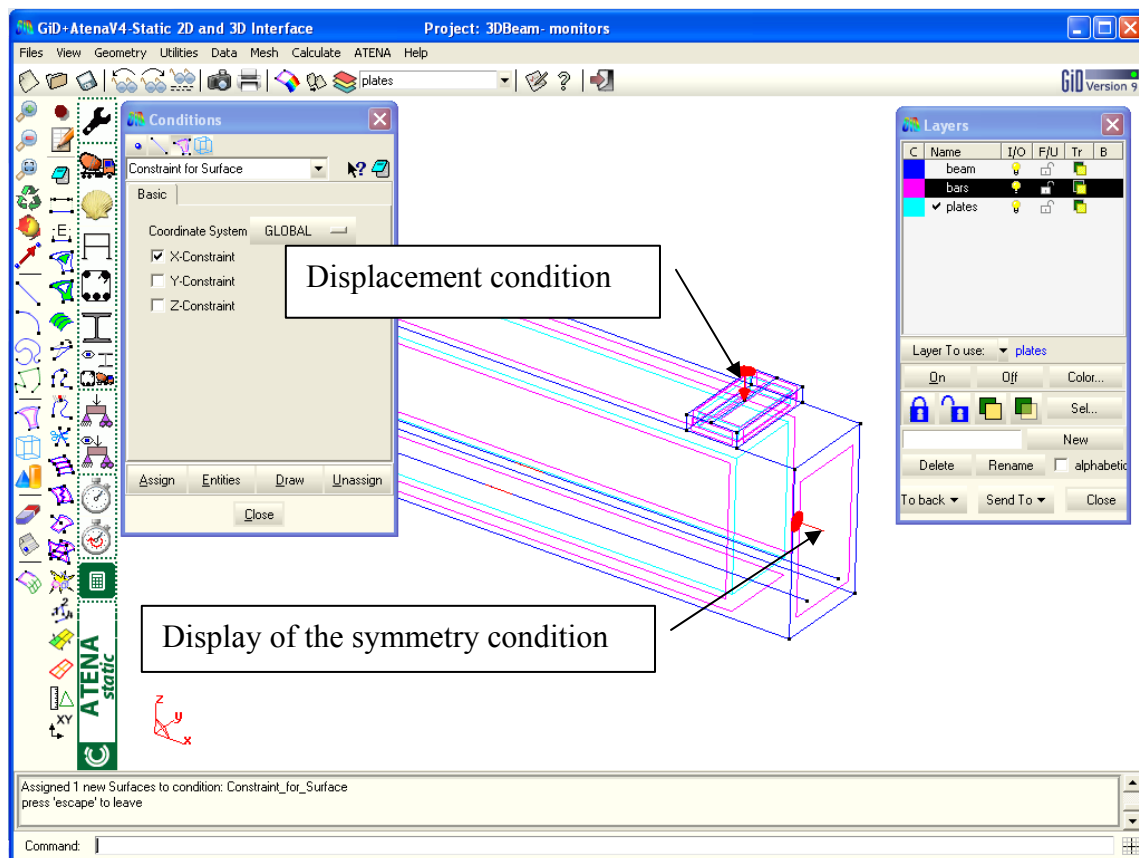 GiD+AtenaV4-Static 2D and 3D Interface Project: 3DBeam- monitors
Files View Geometry Utilities Data Mesh Calculate ATENA Help
plates
GiD Version 9
Conditions
Constraint for Surface
Basic
Coordinate System GLOBAL
X-Constraint
Y-Constraint
Z-Constraint
Assign Entities Draw Unassign
Close
Displacement condition
Display of the symmetry condition
Layers
C Name I/O F/U Tr B
beam
bars
plates
Layer To use: plates
On Off Color...
Sel...
New
Delete Rename alphabetic
To back Send To Close
:E:
XY
ATENA
static
z
y
x
Assigned 1 new Surfaces to condition: Constraint_for_Surface
press 'escape' to leave
Command: